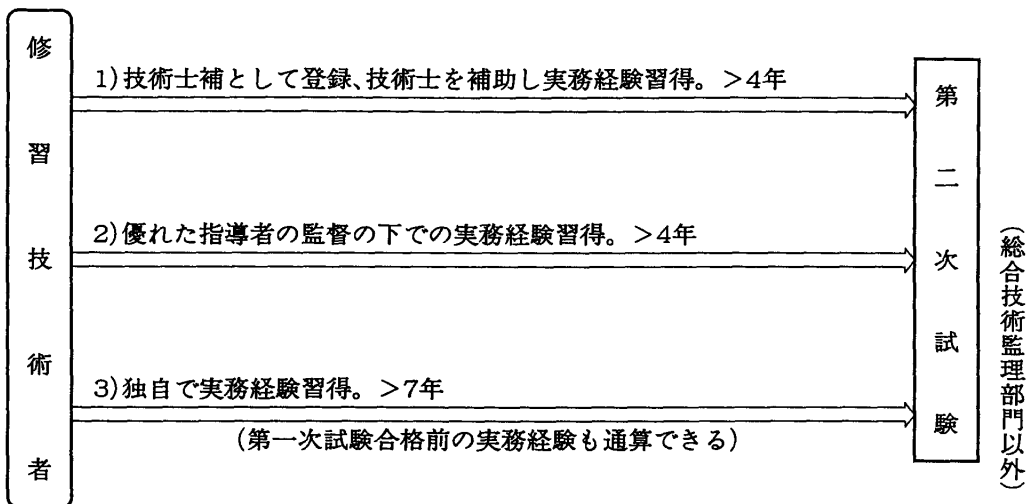 修習技術者
1)技術士補として登録、技術士を補助し実務経験習得。>4年
2)優れた指導者の監督の下での実務経験習得。>4年
3)独自で実務経験習得。>7年
(第一次試験合格前の実務経験も通算できる)
第二次試験
(総合技術監理部門以外)